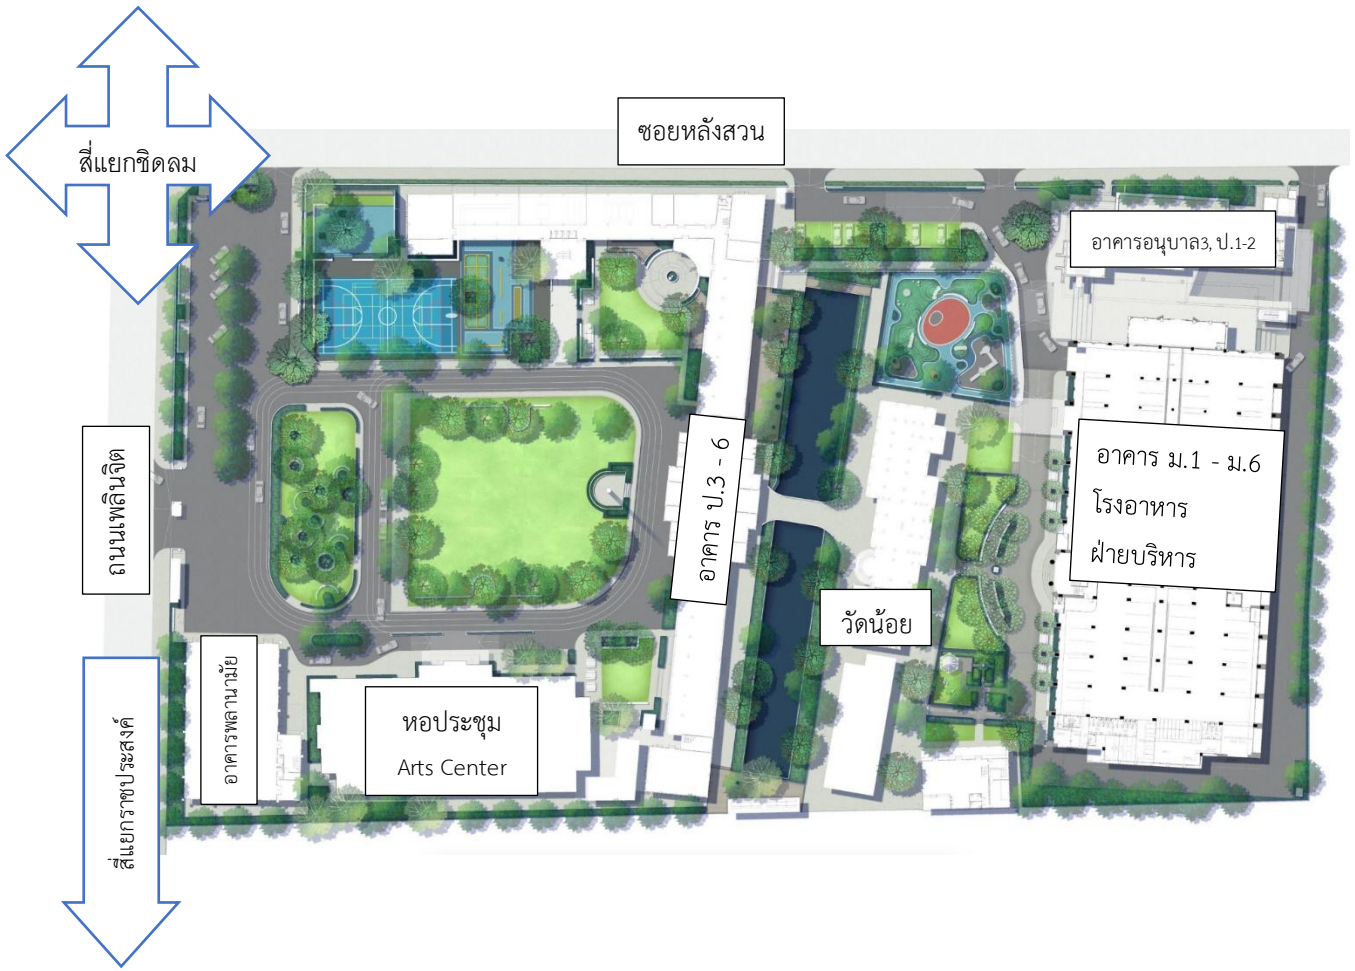 ซอยหลังสวน
สี่แยกชิดลม
อาคารอนุบาล3, ป.1-2
ถนนเพลินจิต
อาคาร ป.3 - 6
อาคาร ม.1 - ม.6
โรงอาหาร
ฝ่ายบริหาร
วัดน้อย
อาคารพลานามัย
หอประชุม
Arts Center
สี่แยกราชประสงค์